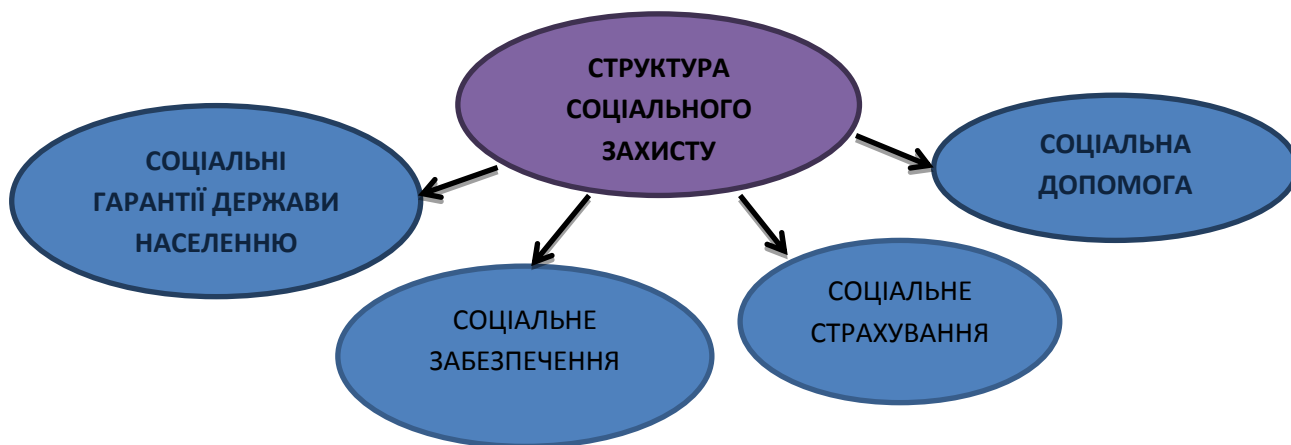 СТРУКТУРА
СОЦІАЛЬНОГО
ЗАХИСТУ
СОЦІАЛЬНІ
ГАРАНТІЇ ДЕРЖАВИ
НАСЕЛЕННЮ
СОЦІАЛЬНЕ
ЗАБЕЗПЕЧЕННЯ
СОЦІАЛЬНЕ
СТРАХУВАННЯ
СОЦІАЛЬНА
ДОПОМОГА